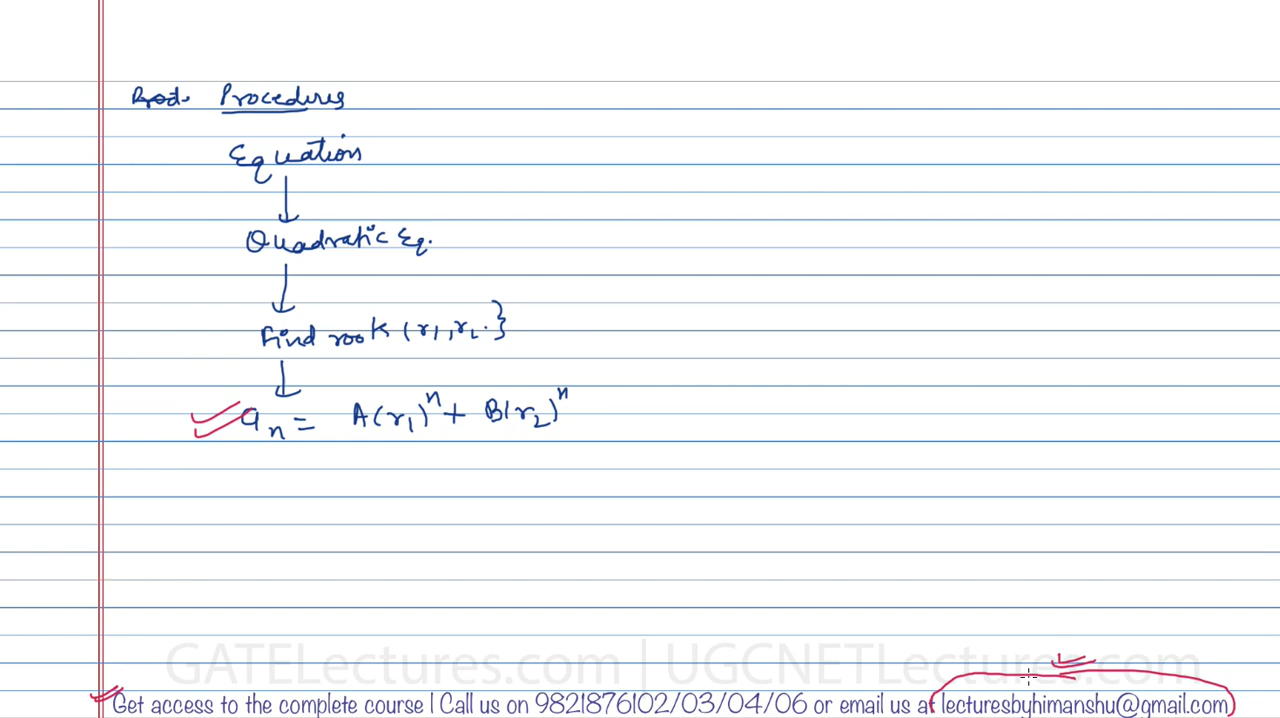 Procedures
Equation
Quadratic Eq.
Find roots (r1, r2.}
an = A(r1)^n + B(r2)^n
GATELectures.com | UGCNETLectures.com
Get access to the complete course | Call us on 9821876102/03/04/06 or email us at lecturesbyhimanshu@gmail.com